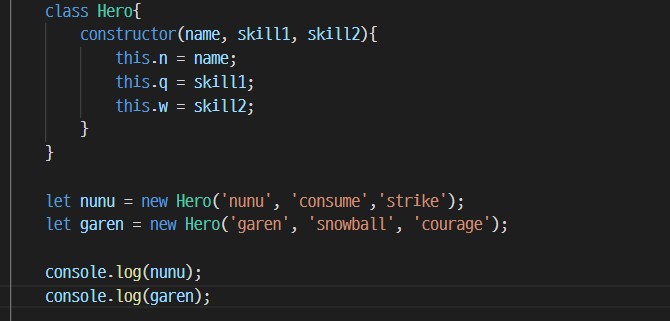 class Hero{
    constructor(name, skill1, skill2){
        this.n = name;
        this.q = skill1;
        this.w = skill2;
    }
}

let nunu = new Hero('nunu', 'consume','strike');
let garen = new Hero('garen', 'snowball', 'courage');

console.log(nunu);
console.log(garen);